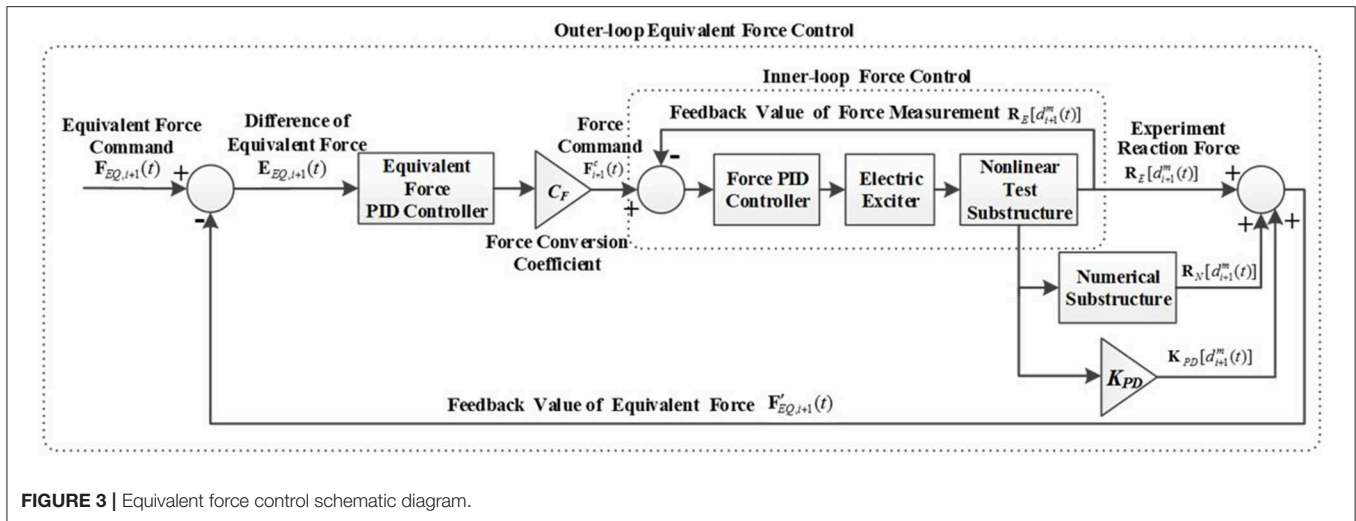 Outer-loop Equivalent Force Control
Inner-loop Force Control
Feedback Value of Force Measurement R_E[d^m_{i+1}(t)]
Equivalent Force
Command
F_{EQ,i+1}(t)
+
-
Difference of
Equivalent Force
E_{EQ,i+1}(t)
Equivalent
Force
PID Controller
C_F
Force Conversion
Coefficient
Force
Command
F^c_{i+1}(t)
+
-
Force PID
Controller
Electric
Exciter
Nonlinear
Test
Substructure
Experiment
Reaction Force
R_E[d^m_{i+1}(t)]
+
+
+
Numerical
Substructure
R_N[d^m_{i+1}(t)]
K_{PD}
K_{PD}[d^m_{i+1}(t)]
Feedback Value of Equivalent Force F'_{EQ,i+1}(t)
FIGURE 3 | Equivalent force control schematic diagram.